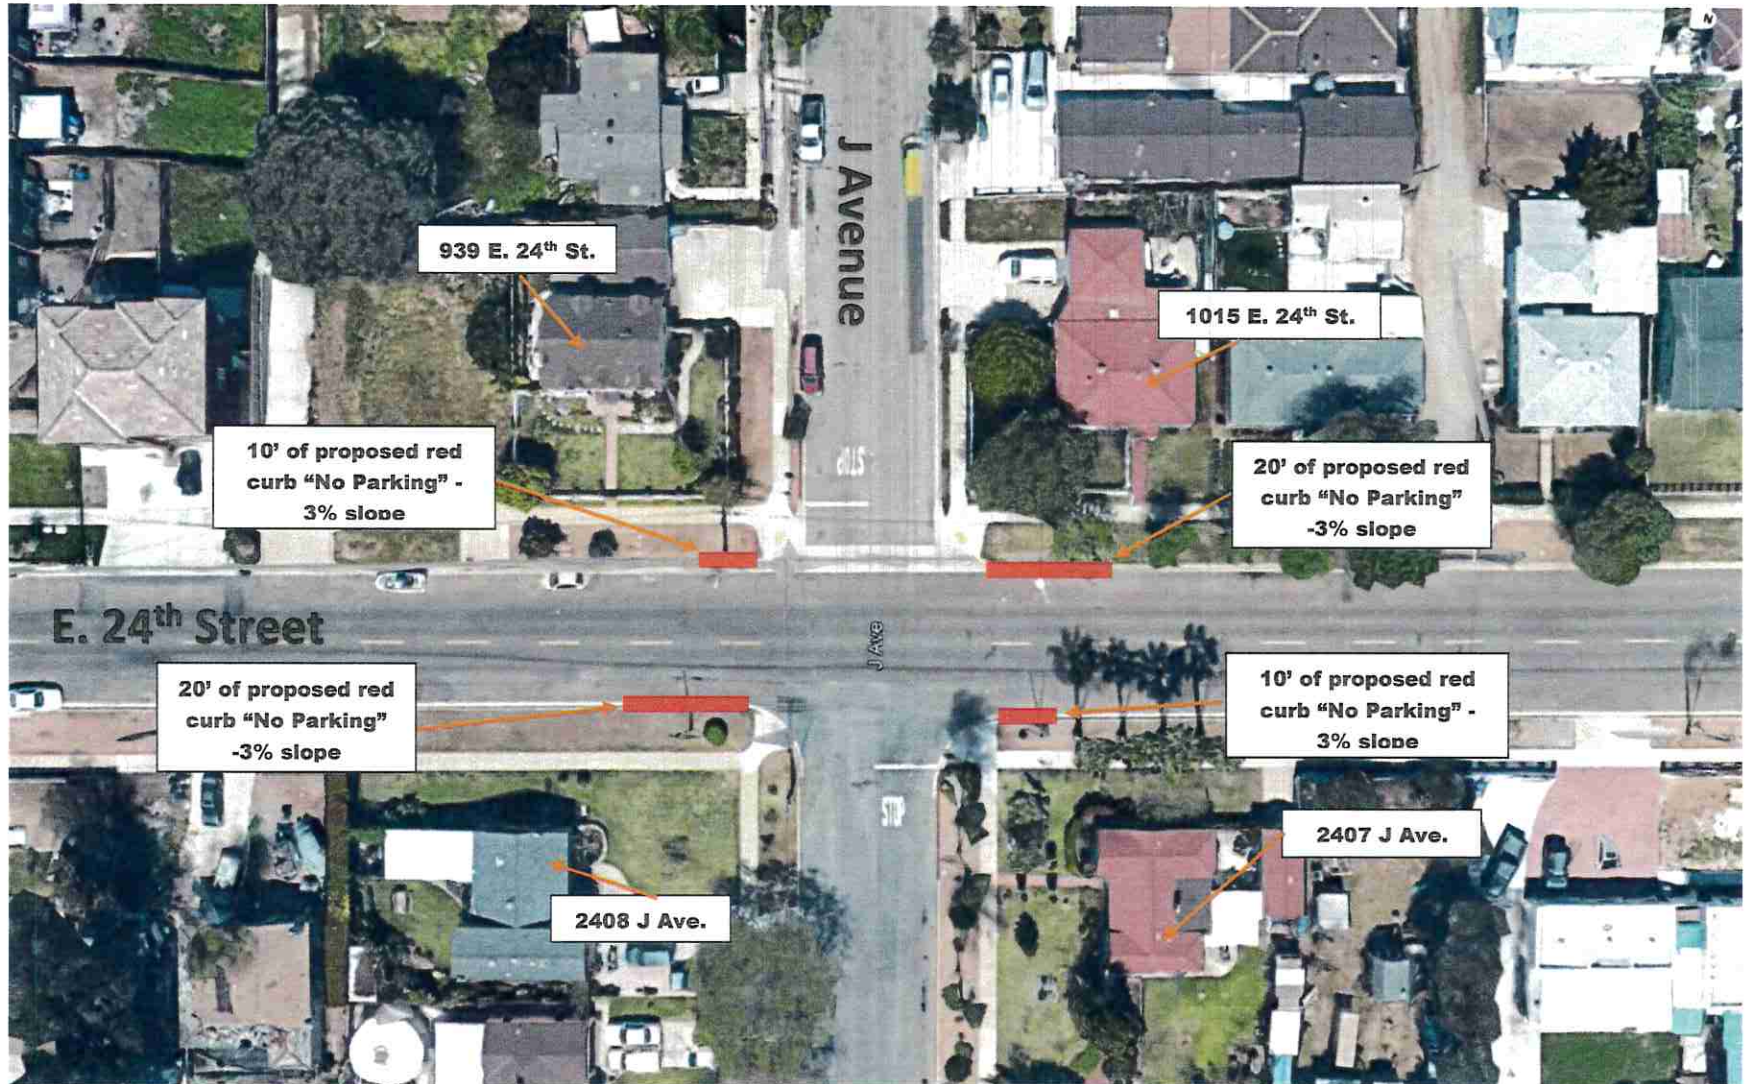 N
J Avenue
939 E. 24th St.
1015 E. 24th St.
10' of proposed red
curb “No Parking” -
3% slope
STOP
20' of proposed red
curb “No Parking”
-3% slope
E. 24th Street
J Ave
20' of proposed red
curb “No Parking”
-3% slope
10' of proposed red
curb “No Parking” -
3% slope
2407 J Ave.
2408 J Ave.